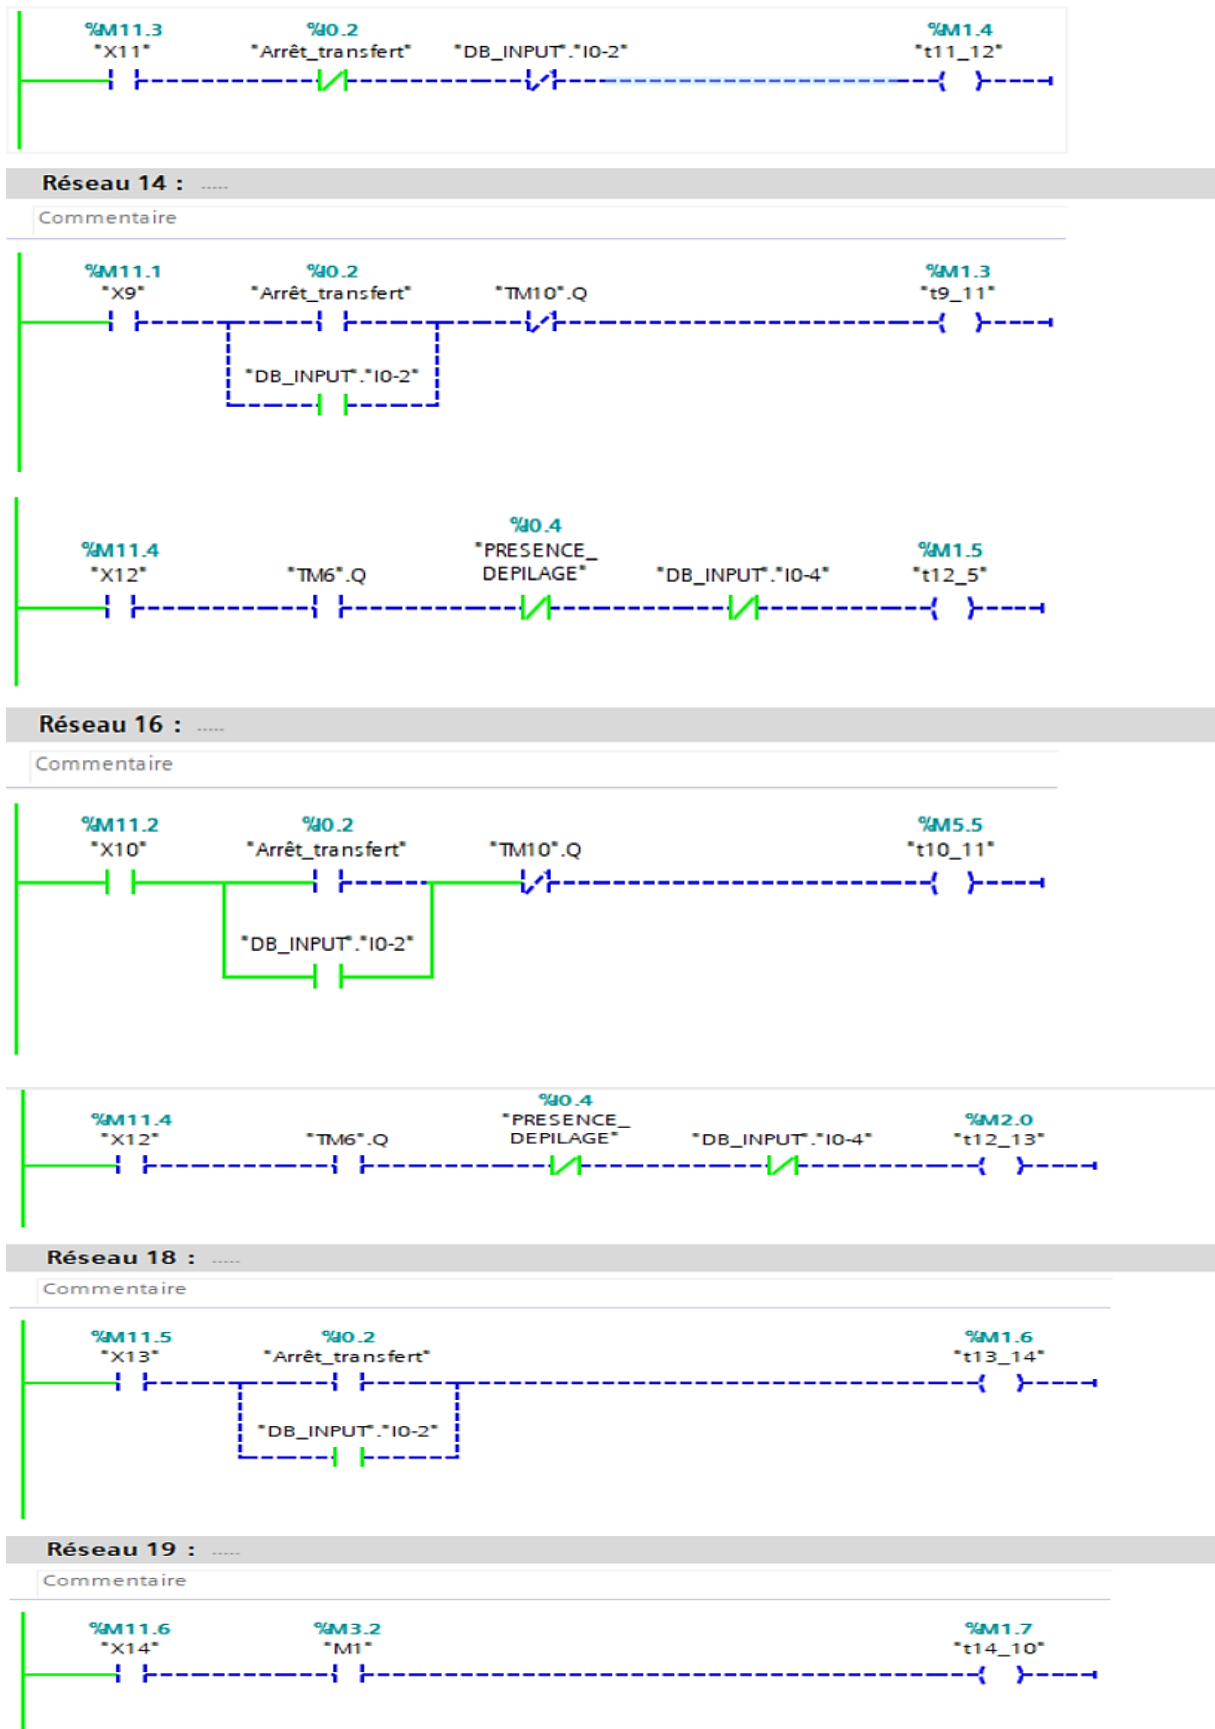 %M11.3 %I0.2 %M1.4
"X11" "Arrêt_transfert" "DB_INPUT"."I0-2" "t11_12"
Réseau 14 : .....
Commentaire
%M11.1 %I0.2 %M1.3
"X9" "Arrêt_transfert" "TM10".Q "t9_11"
"DB_INPUT"."I0-2"
%I0.4
%M11.4 "PRESENCE_ %M1.5
"X12" "TM6".Q DEPILAGE" "DB_INPUT"."I0-4" "t12_5"
Réseau 16 : .....
Commentaire
%M11.2 %I0.2 %M5.5
"X10" "Arrêt_transfert" "TM10".Q "t10_11"
"DB_INPUT"."I0-2"
%I0.4
%M11.4 "PRESENCE_ %M2.0
"X12" "TM6".Q DEPILAGE" "DB_INPUT"."I0-4" "t12_13"
Réseau 18 : .....
Commentaire
%M11.5 %I0.2 %M1.6
"X13" "Arrêt_transfert" "t13_14"
"DB_INPUT"."I0-2"
Réseau 19 : .....
Commentaire
%M11.6 %M3.2 %M1.7
"X14" "M1" "t14_10"